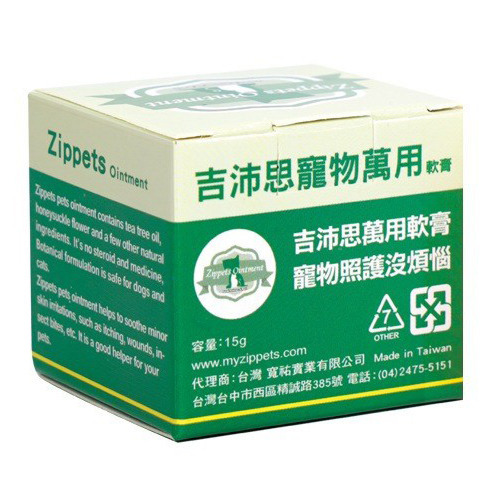 Zippets Ointment
Zippets Ointment
Zippets pets ointment contains tea tree oil,
honeysuckle flower and a few other natural
ingredients. It's no steroid and medicine,
Botanical formulation is safe for dogs and
cats.
Zippets pets ointment helps to soothe minor
skin irritations, such as itching, wounds, in-
sect bites, etc. It is a good helper for your
pets.
吉沛思寵物萬用軟膏
Zippets Ointment
吉沛思萬用軟膏
寵物照護沒煩惱
7
OTHER
容量:15g
www.myzippets.com Made in Taiwan
代理商:台灣 寬祐實業有限公司
台灣台中市西區精誠路385號 電話:(04)2475-5151